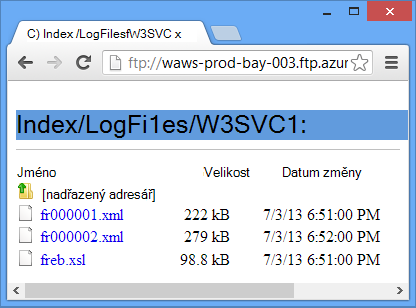 C) Index /LogFilesfW3SVC x
ftp://waws-prod-bay-003.ftp.azur
Index/LogFi1es/W3SVC1:
Jméno Velikost Datum změny
[nadřazený adresář]
fr000001.xml 222 kB 7/3/13 6:51:00 PM
fr000002.xml 279 kB 7/3/13 6:52:00 PM
freb.xsl 98.8 kB 7/3/13 6:51:00 PM